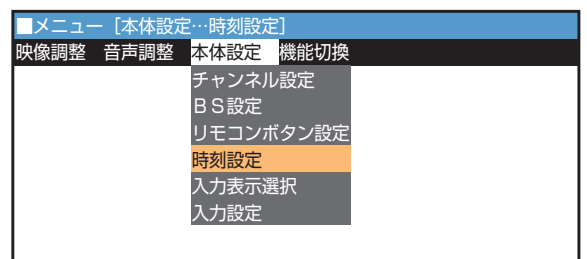 ■メニュー［本体設定…時刻設定］
映像調整 音声調整 本体設定 機能切換
チャンネル設定
ＢＳ設定
リモコンボタン設定
時刻設定
入力表示選択
入力設定